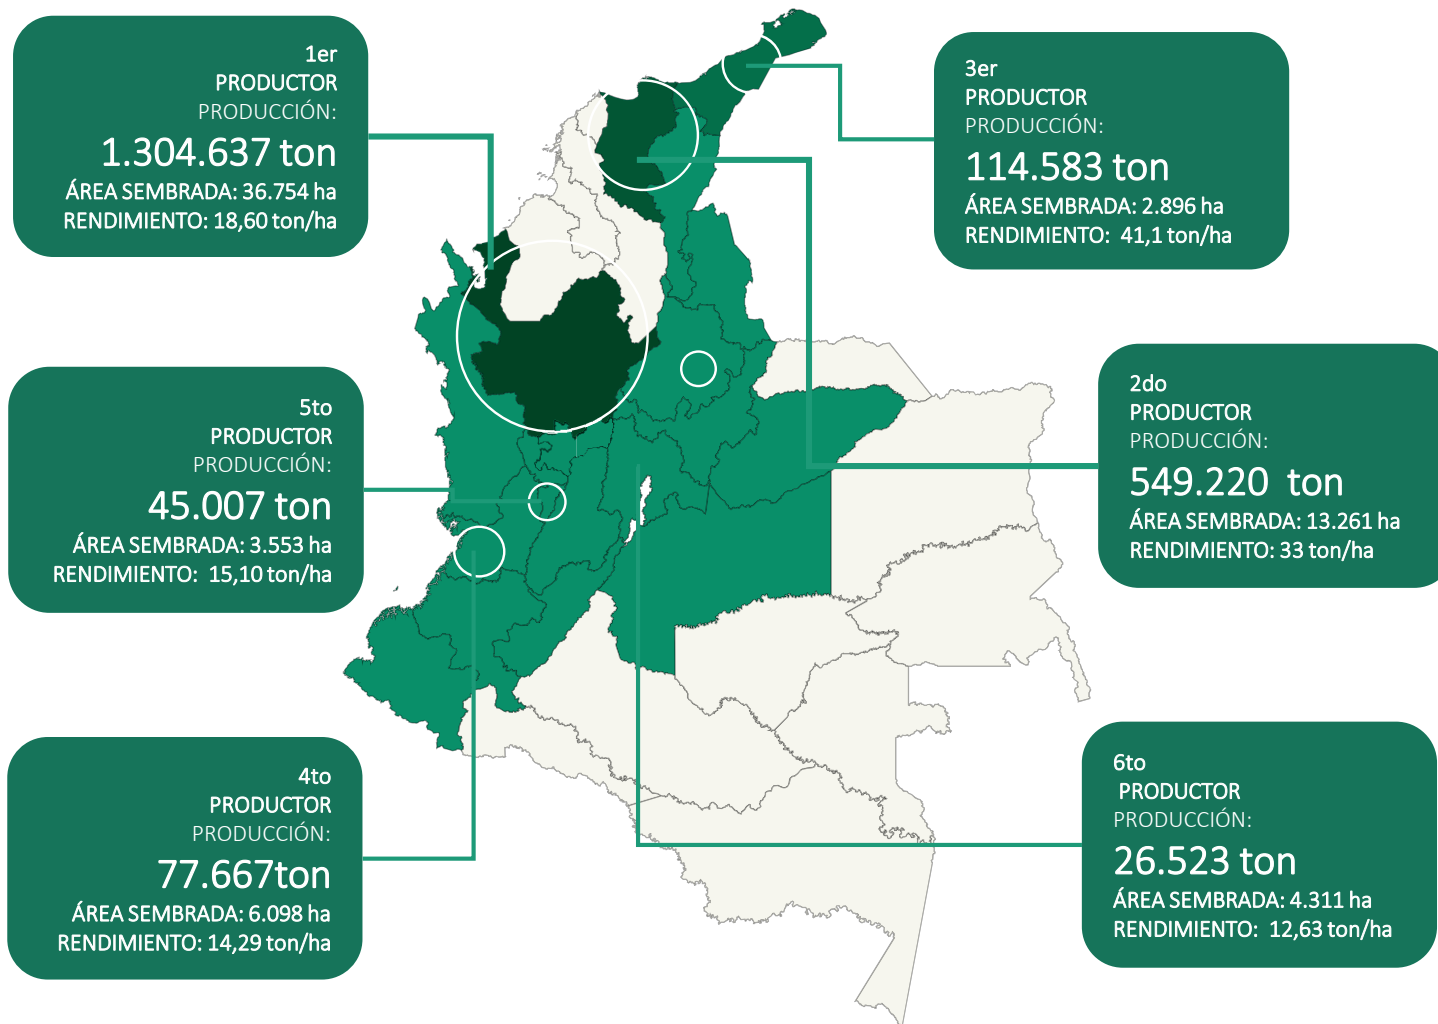 1er
PRODUCTOR
PRODUCCIÓN:
1.304.637 ton
ÁREA SEMBRADA: 36.754 ha
RENDIMIENTO: 18,60 ton/ha
3er
PRODUCTOR
PRODUCCIÓN:
114.583 ton
ÁREA SEMBRADA: 2.896 ha
RENDIMIENTO: 41,1 ton/ha
5to
PRODUCTOR
PRODUCCIÓN:
45.007 ton
ÁREA SEMBRADA: 3.553 ha
RENDIMIENTO: 15,10 ton/ha
2do
PRODUCTOR
PRODUCCIÓN:
549.220 ton
ÁREA SEMBRADA: 13.261 ha
RENDIMIENTO: 33 ton/ha
4to
PRODUCTOR
PRODUCCIÓN:
77.667ton
ÁREA SEMBRADA: 6.098 ha
RENDIMIENTO: 14,29 ton/ha
6to
PRODUCTOR
PRODUCCIÓN:
26.523 ton
ÁREA SEMBRADA: 4.311 ha
RENDIMIENTO: 12,63 ton/ha